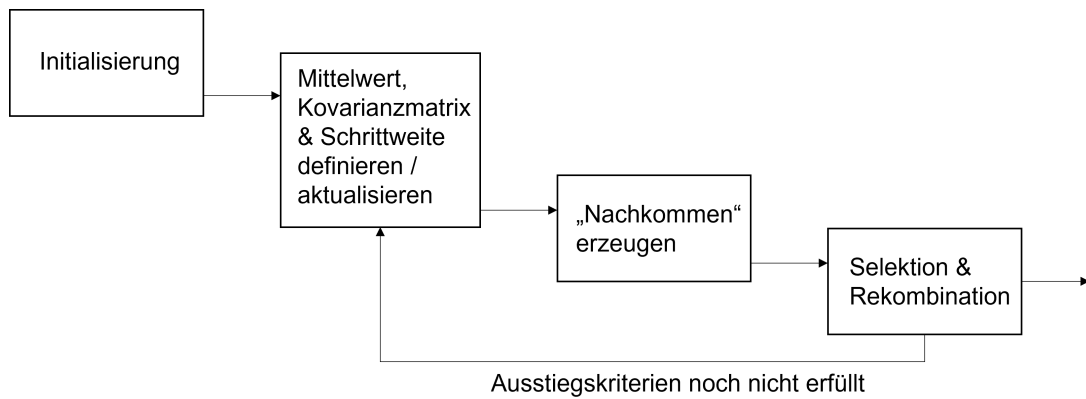 Initialisierung
Mittelwert,
Kovarianzmatrix
& Schrittweite
definieren /
aktualisieren
„Nachkommen“
erzeugen
Selektion &
Rekombination
Ausstiegskriterien noch nicht erfüllt